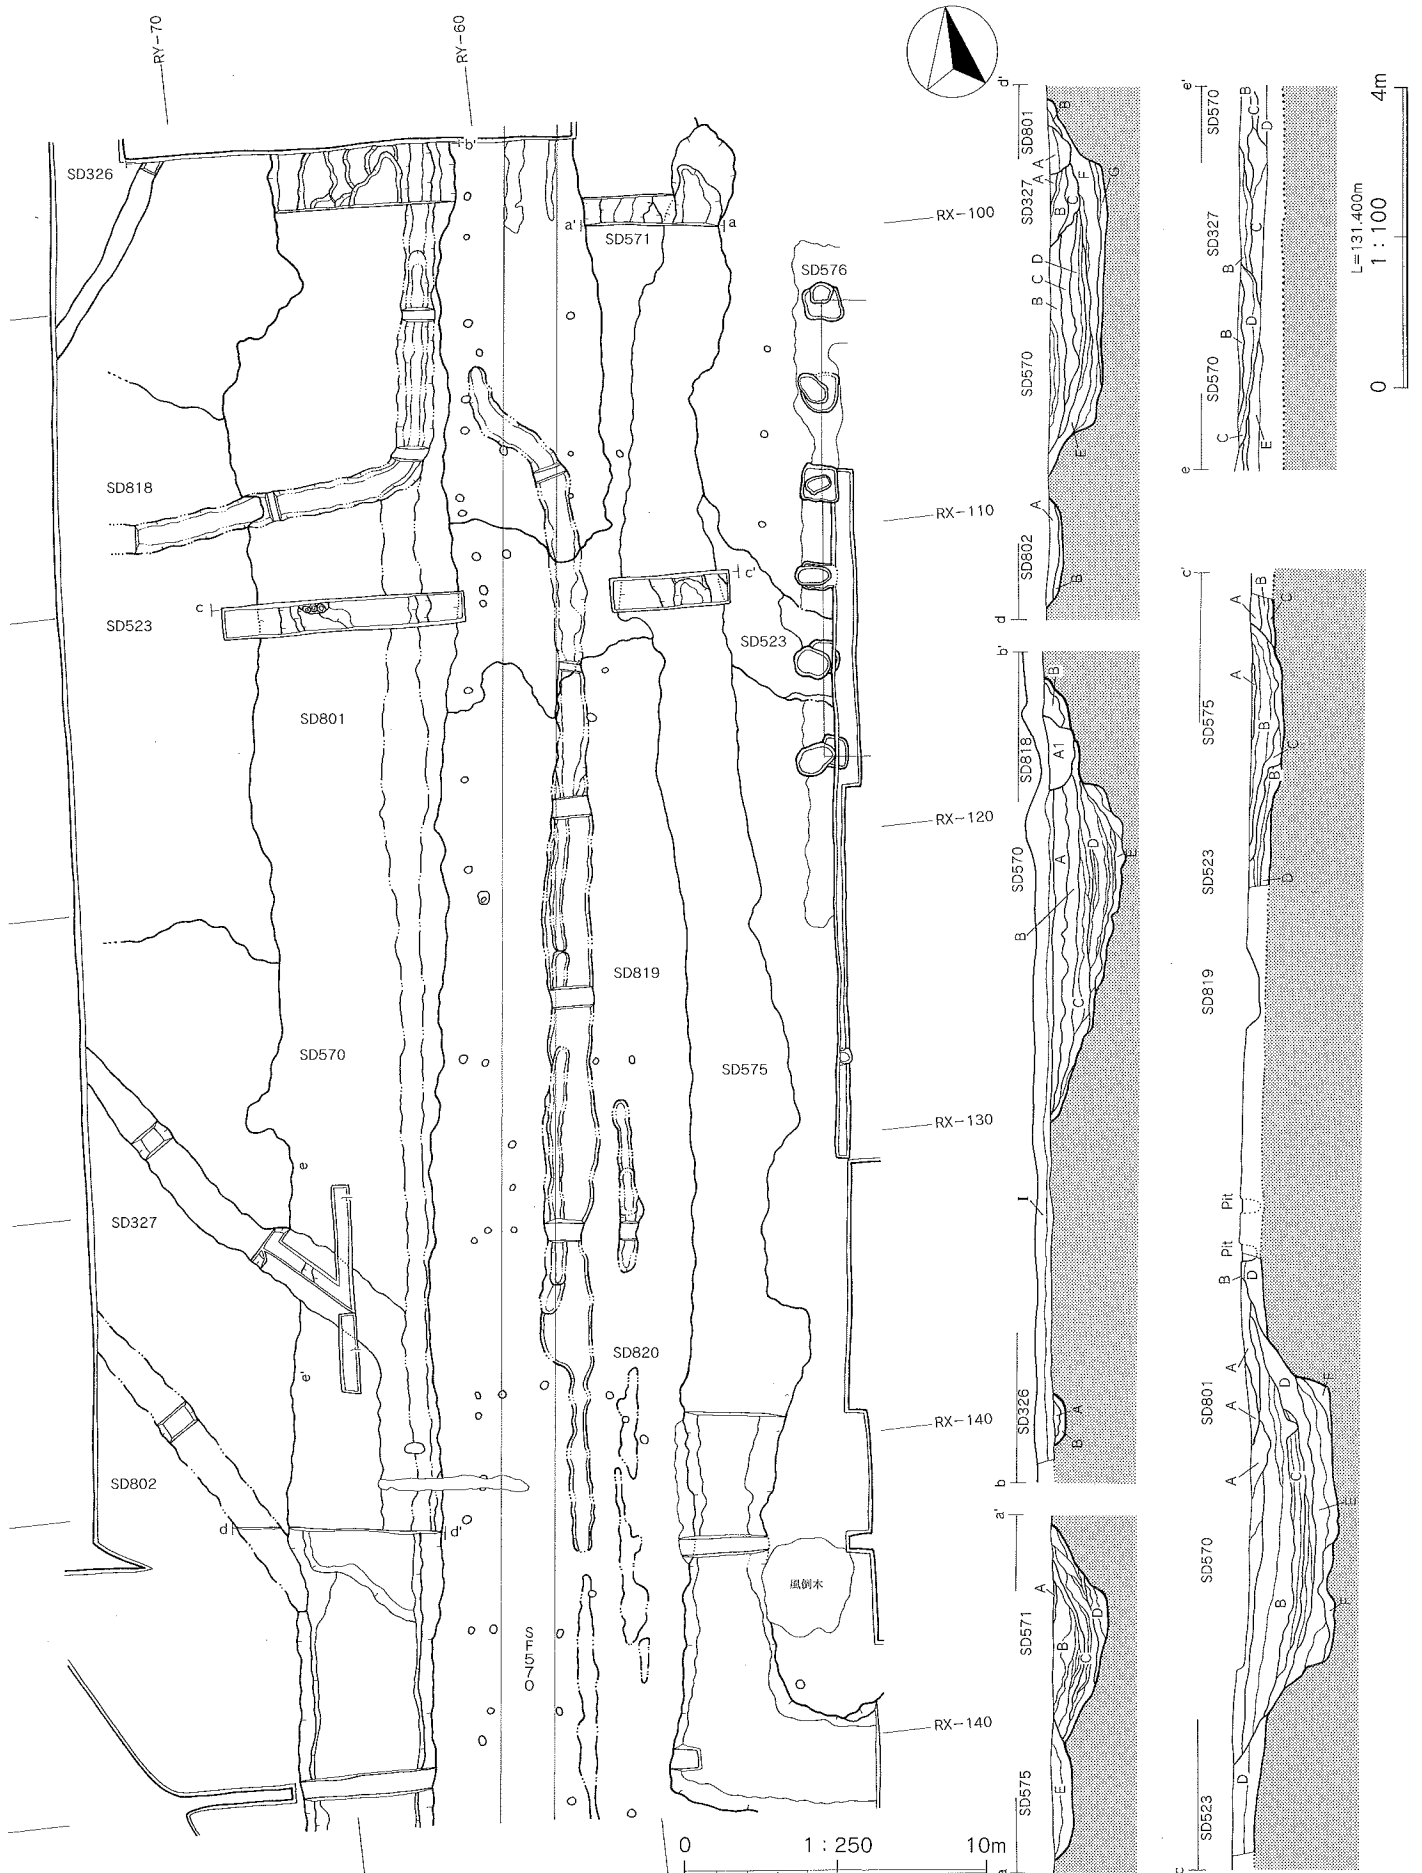 RY-70
RY-60
SD326
b'
a'
a
SD571
SD576
RX-100
SD818
RX-110
c
c'
SD523
SD523
SD801
RX-120
SD819
SD570
SD575
e
RX-130
SD327
e'
SD820
RX-140
SD802
d
d'
風倒木
SF570
RX-140
0
1:250
10m
d'
SD801
SD327
SD570
SD802
d
B
A
A
F
G
B
C
D
C
B
E
A
B
e'
SD570
SD327
SD570
e
B
C
D
C
B
D
B
C
E
L=131.400m
0
1:100
4m
b'
SD818
SD570
SD326
b
B
A1
A
D
E
B
C
I
A
B
c'
SD575
SD523
SD819
Pit
Pit
SD801
SD570
SD523
c
A
B
C
A
B
C
B
D
B
D
A
D
F
A
A
C
E
B
F
D
a'
SD571
SD575
a
A
B
D
C
E